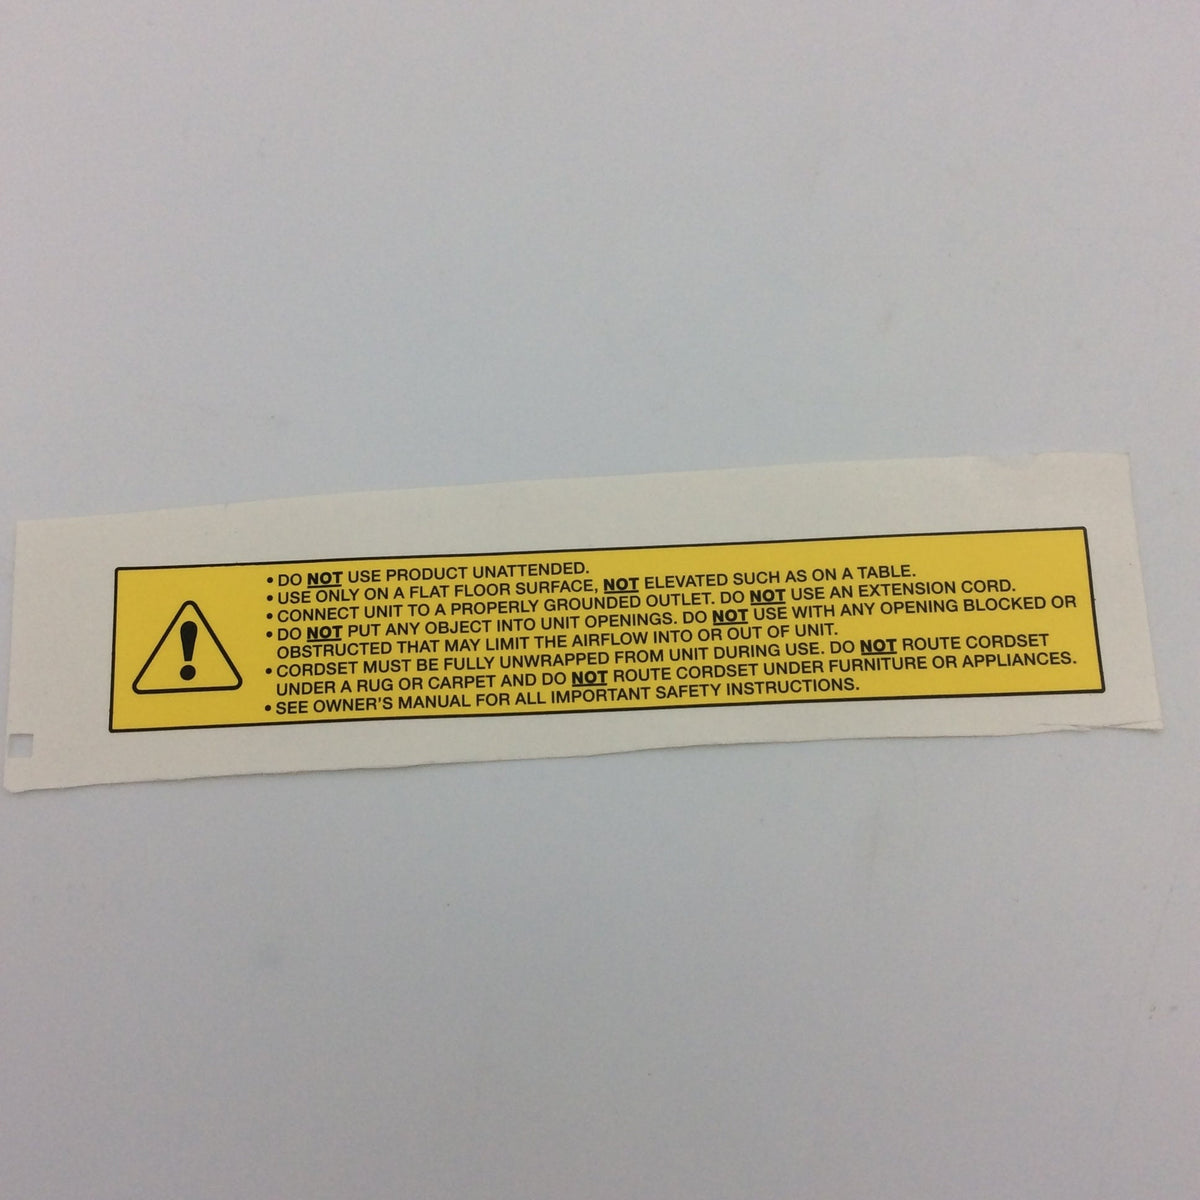 • DO NOT USE PRODUCT UNATTENDED.
• USE ONLY ON A FLAT FLOOR SURFACE, NOT ELEVATED SUCH AS ON A TABLE.
• CONNECT UNIT TO A PROPERLY GROUNDED OUTLET. DO NOT USE AN EXTENSION CORD.
• DO NOT PUT ANY OBJECT INTO UNIT OPENINGS. DO NOT USE WITH ANY OPENING BLOCKED OR
OBSTRUCTED THAT MAY LIMIT THE AIRFLOW INTO OR OUT OF UNIT.
• CORDSET MUST BE FULLY UNWRAPPED FROM UNIT DURING USE. DO NOT ROUTE CORDSET
UNDER A RUG OR CARPET AND DO NOT ROUTE CORDSET UNDER FURNITURE OR APPLIANCES.
• SEE OWNER'S MANUAL FOR ALL IMPORTANT SAFETY INSTRUCTIONS.